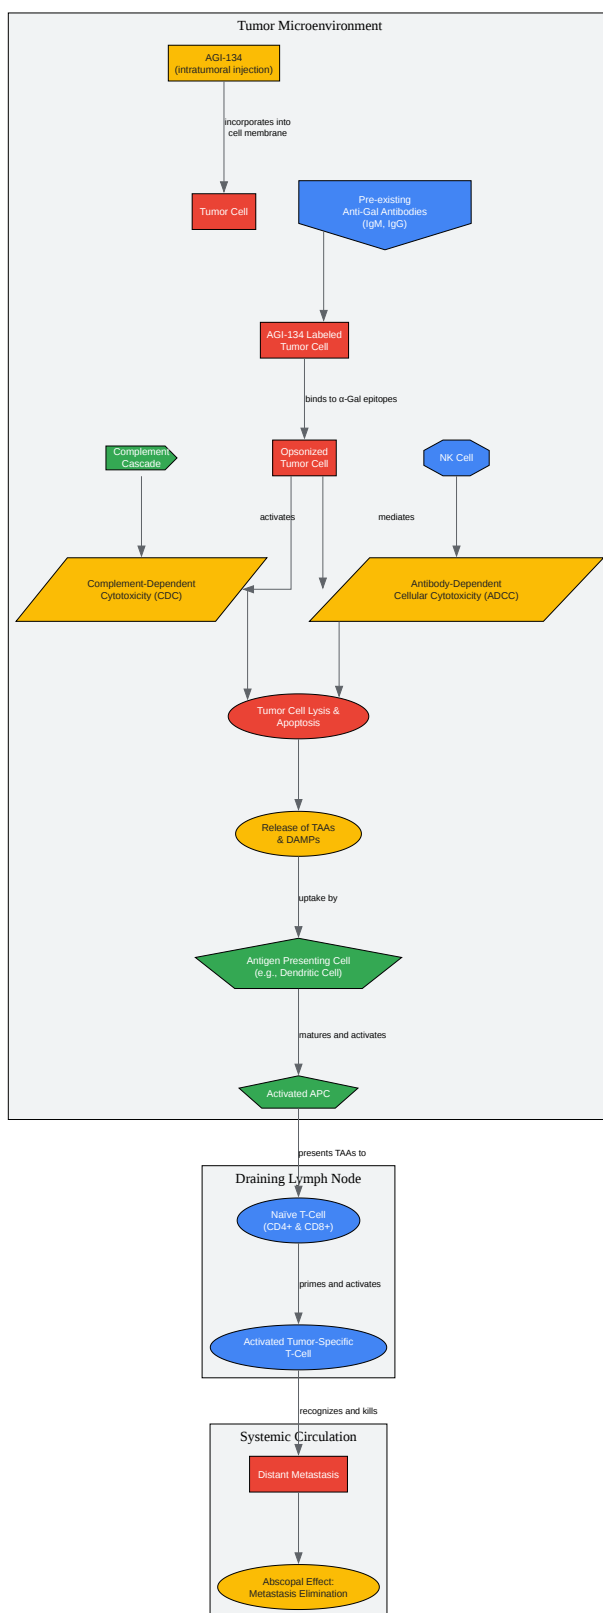 Tumor Microenvironment
AGI-134
(intratumoral injection)
incorporates into
cell membrane
Tumor Cell
Pre-existing
Anti-Gal Antibodies
(IgM, IgG)
AGI-134 Labeled
Tumor Cell
binds to α-Gal epitopes
Complement
Cascade
Opsonized
Tumor Cell
NK Cell
activates
mediates
Complement-Dependent
Cytotoxicity (CDC)
Antibody-Dependent
Cellular Cytotoxicity (ADCC)
Tumor Cell Lysis &
Apoptosis
Release of TAAs
& DAMPs
uptake by
Antigen Presenting Cell
(e.g., Dendritic Cell)
matures and activates
Activated APC
presents TAAs to
Draining Lymph Node
Naïve T-Cell
(CD4+ & CD8+)
primes and activates
Activated Tumor-Specific
T-Cell
recognizes and kills
Systemic Circulation
Distant Metastasis
Abscopal Effect:
Metastasis Elimination